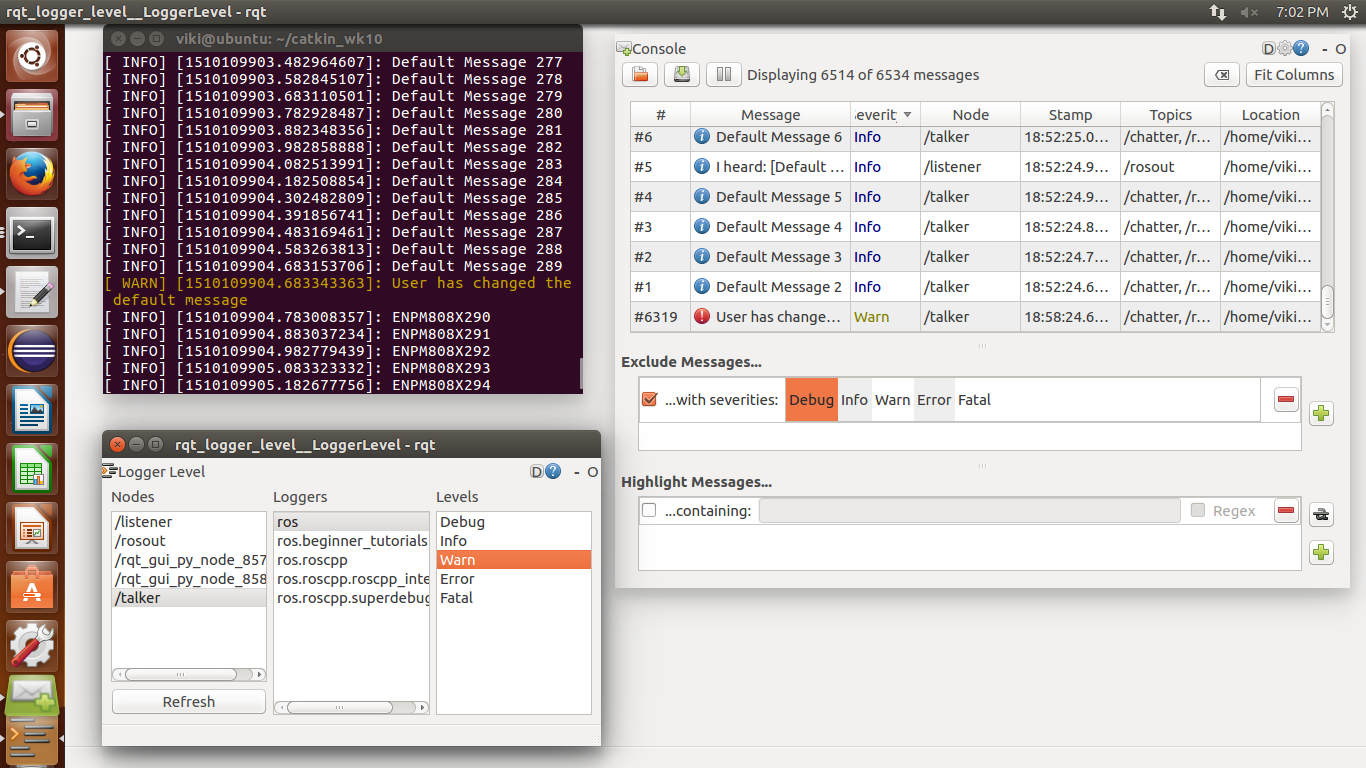 rqt_logger_level__LoggerLevel - rqt
7:02 PM
viki@ubuntu: ~/catkin_wk10
[ INFO] [1510109903.482964607]: Default Message 277
[ INFO] [1510109903.582845107]: Default Message 278
[ INFO] [1510109903.683110501]: Default Message 279
[ INFO] [1510109903.782928487]: Default Message 280
[ INFO] [1510109903.882348356]: Default Message 281
[ INFO] [1510109903.982858888]: Default Message 282
[ INFO] [1510109904.082513991]: Default Message 283
[ INFO] [1510109904.182508854]: Default Message 284
[ INFO] [1510109904.302482809]: Default Message 285
[ INFO] [1510109904.391856741]: Default Message 286
[ INFO] [1510109904.483169461]: Default Message 287
[ INFO] [1510109904.583263813]: Default Message 288
[ INFO] [1510109904.683153706]: Default Message 289
[ WARN] [1510109904.683343363]: User has changed the
default message
[ INFO] [1510109904.783008357]: ENPM808X290
[ INFO] [1510109904.883037234]: ENPM808X291
[ INFO] [1510109904.982779439]: ENPM808X292
[ INFO] [1510109905.083323332]: ENPM808X293
[ INFO] [1510109905.182677756]: ENPM808X294
Console
D - O
Displaying 6514 of 6534 messages
Fit Columns
# Message everity Node Stamp Topics Location
#6 Default Message 6 Info /talker 18:52:25.0... /chatter, /r... /home/viki...
#5 I heard: [Default ... Info /listener 18:52:24.9... /rosout /home/viki...
#4 Default Message 5 Info /talker 18:52:24.9... /chatter, /r... /home/viki...
#3 Default Message 4 Info /talker 18:52:24.8... /chatter, /r... /home/viki...
#2 Default Message 3 Info /talker 18:52:24.7... /chatter, /r... /home/viki...
#1 Default Message 2 Info /talker 18:52:24.6... /chatter, /r... /home/viki...
#6319 User has change... Warn /talker 18:58:24.6... /chatter, /r... /home/viki...
Exclude Messages...
...with severities: Debug Info Warn Error Fatal
Highlight Messages...
...containing: Regex
rqt_logger_level__LoggerLevel - rqt
Logger Level
D ? - O
Nodes
/listener
/rosout
/rqt_gui_py_node_857
/rqt_gui_py_node_858
/talker
Refresh
Loggers
ros
ros.beginner_tutorials
ros.roscpp
ros.roscpp.roscpp_inte
ros.roscpp.superdebug
Levels
Debug
Info
Warn
Error
Fatal